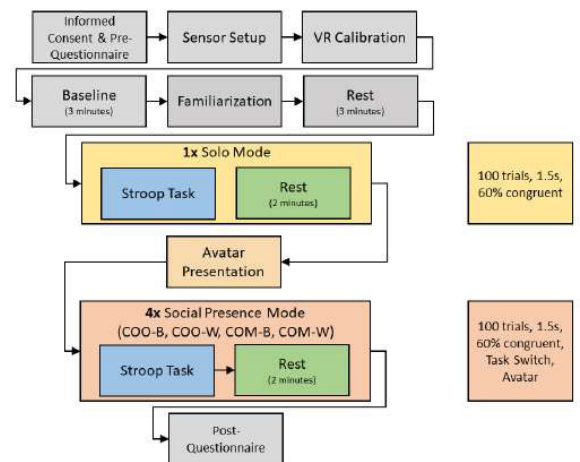 Informed
Consent & Pre-
Questionnaire
Sensor Setup
VR Calibration
Baseline
(3 minutes)
Familiarization
Rest
(3 minutes)
1x Solo Mode
Stroop Task
Rest
(2 minutes)
100 trials, 1.5s,
60% congruent
Avatar
Presentation
4x Social Presence Mode
(COO-B, COO-W, COM-B, COM-W)
Stroop Task
Rest
(2 minutes)
100 trials, 1.5s,
60% congruent,
Task Switch,
Avatar
Post-
Questionnaire